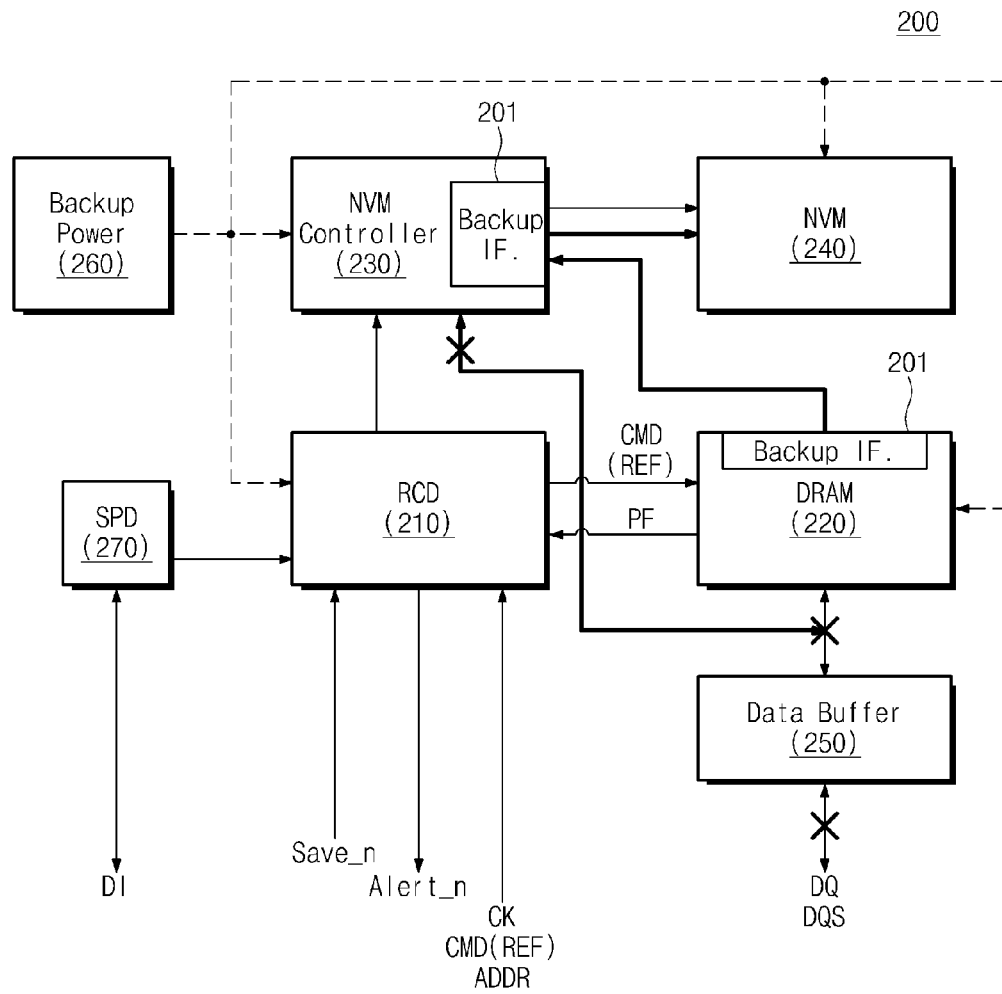 200
201
Backup
Power
(260)
NVM
Controller
(230)
Backup
IF.
NVM
(240)
201
Backup IF.
DRAM
(220)
CMD
(REF)
PF
RCD
(210)
SPD
(270)
Data Buffer
(250)
Save_n
DI
Alert_n
CK
CMD(REF)
ADDR
DQ
DQS